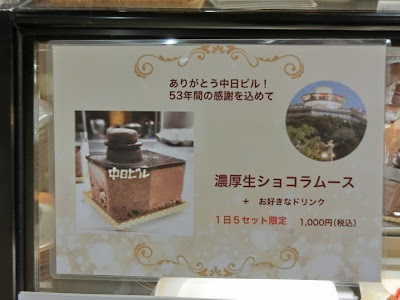 ありがとう中日ビル！
53年間の感謝を込めて
中日ビル
濃厚生ショコラムース
+　お好きなドリンク
1日5セット限定　1,000円(税込)